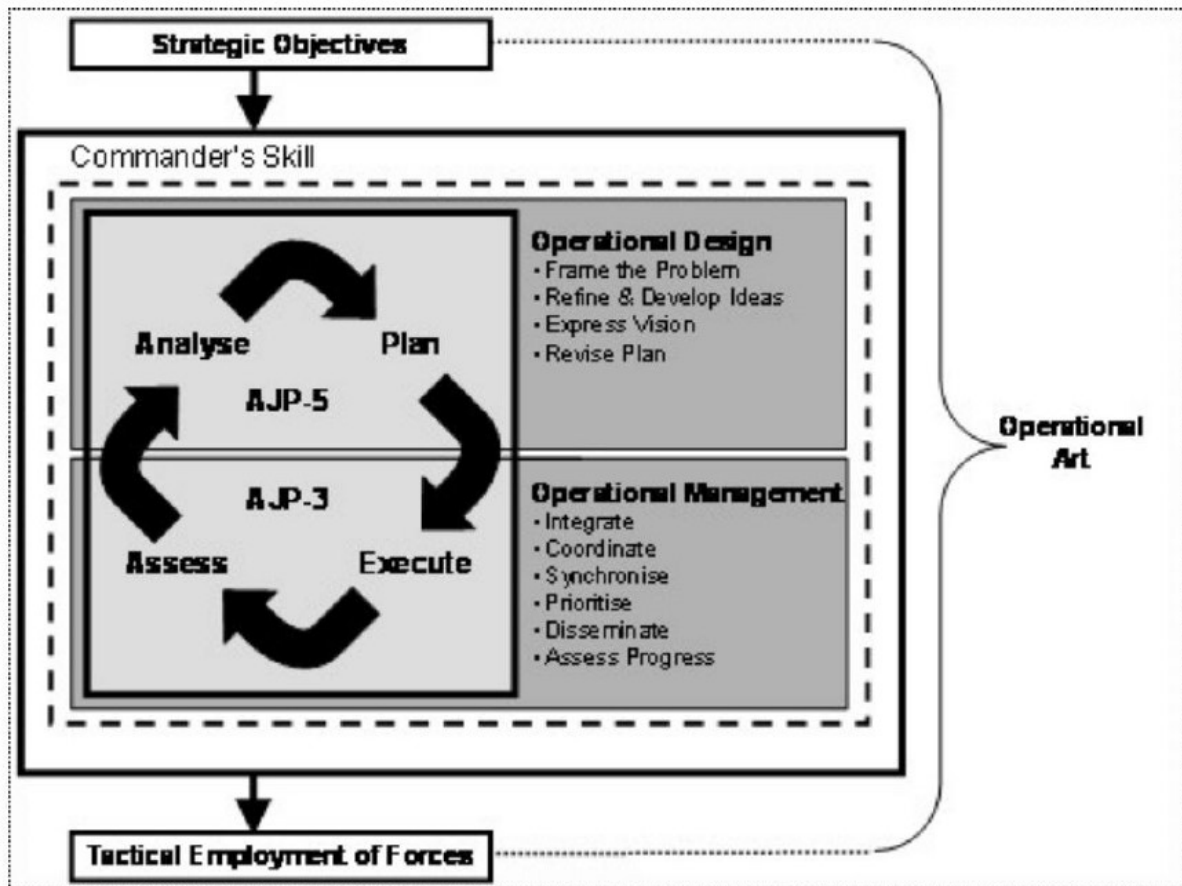 Strategic Objectives
Commander's Skill
Analyse
Plan
AJP-5
AJP-3
Assess
Execute
Operational Design
• Frame the Problem
• Refine & Develop Ideas
• Express Vision
• Revise Plan
Operational Management
• Integrate
• Coordinate
• Synchronise
• Prioritise
• Disseminate
• Assess Progress
Operational
Art
Tactical Employment of Forces